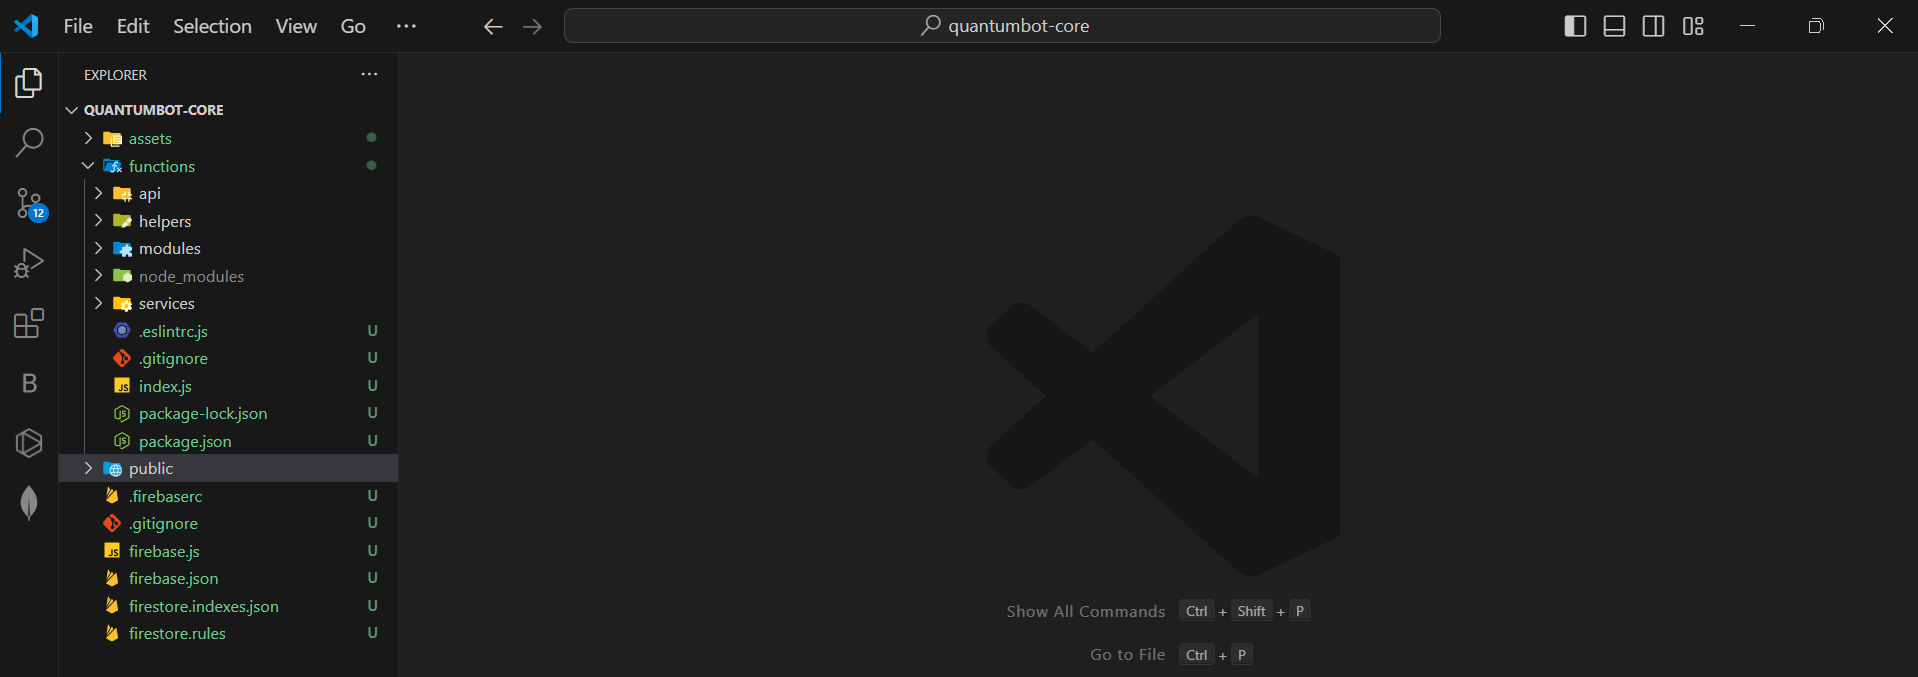 File Edit Selection View Go ··· quantumbot-core
EXPLORER ···
QUANTUMBOT-CORE
assets
functions
api
helpers
12
modules
node_modules
services
.eslintrc.js U
.gitignore U
index.js U
B
package-lock.json U
package.json U
public
.firebaserc U
.gitignore U
firebase.js U
firebase.json U
firestore.indexes.json U
Show All Commands Ctrl + Shift + P
firestore.rules U
Go to File Ctrl + P